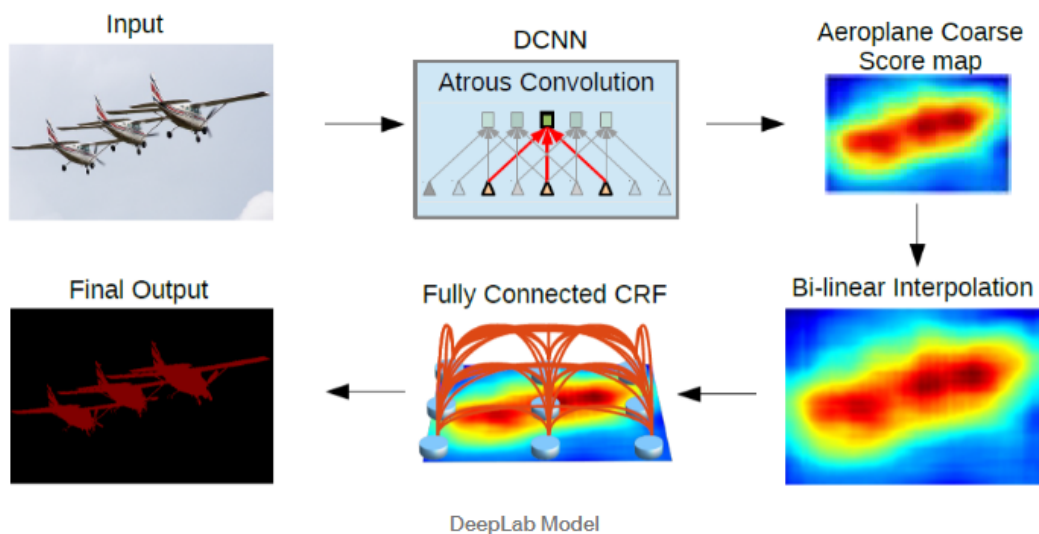 Input
DCNN
Atrous Convolution
Aeroplane Coarse
Score map
Final Output
Fully Connected CRF
Bi-linear Interpolation
DeepLab Model